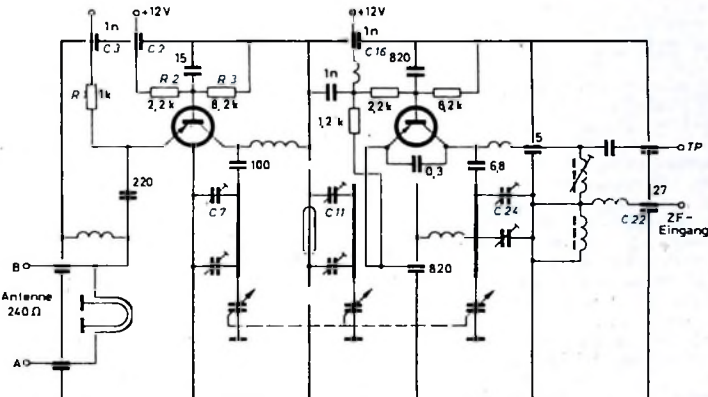 +12V
+12V
1n
C3
C2
C16
15
820
R2
R3
R
1k
2,2k
8,2k
1n
2,2k
8,2k
1,2k
5
TP
220
100
0,3
6,8
C7
C11
C24
27
C22
ZF-
Eingang
B
820
Antenne
240Ω
A